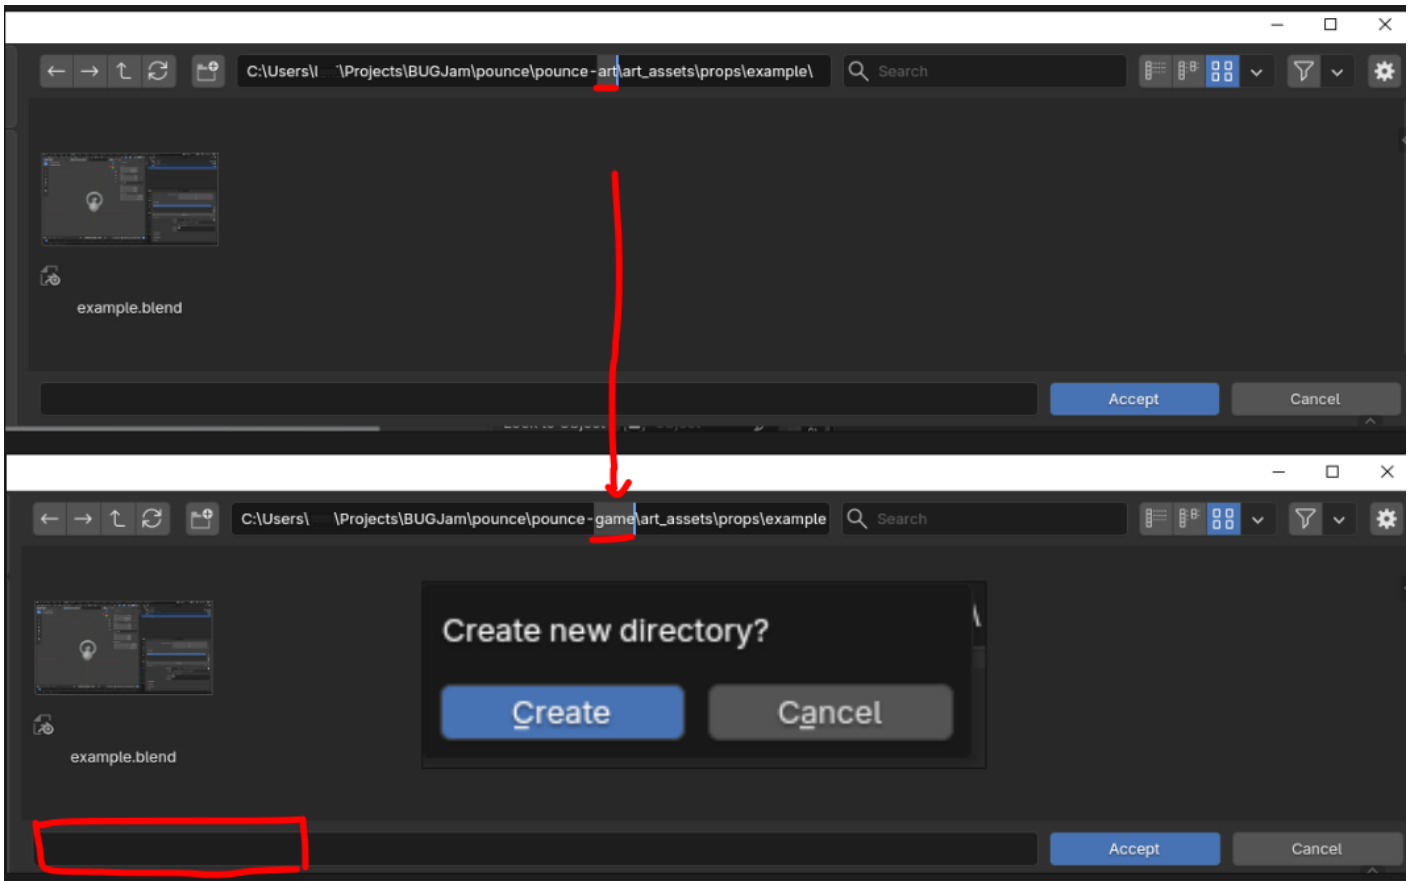 C:\Users\l \Projects\BUGJam\pounce\pounce-art\art_assets\props\example\
Search
example.blend
Accept
Cancel
C:\Users\ \Projects\BUGJam\pounce\pounce-game\art_assets\props\example
Search
Create new directory?
\
Create
Cancel
example.blend
Accept
Cancel